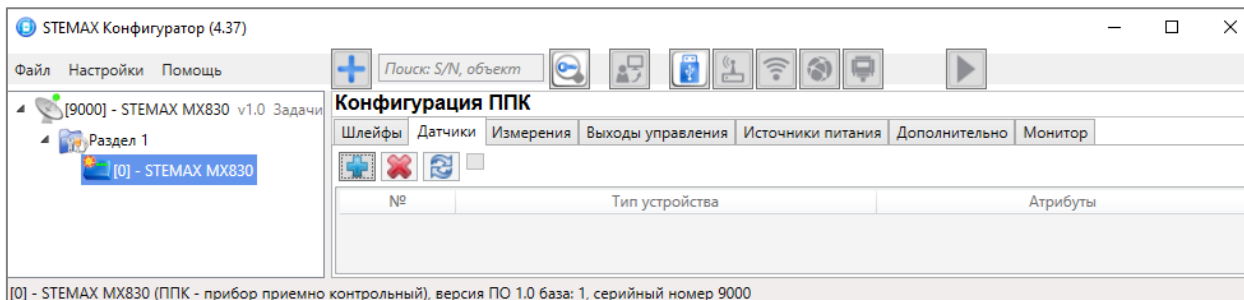 STEMAX Конфигуратор (4.37)
Файл Настройки Помощь
Поиск: S/N, объект
[9000] - STEMAX MX830 v1.0 Задачи
Раздел 1
[0] - STEMAX MX830
Конфигурация ППК
Шлейфы Датчики Измерения Выходы управления Источники питания Дополнительно Монитор
№ Тип устройства Атрибуты
[0] - STEMAX MX830 (ППК - прибор приемно контрольный), версия ПО 1.0 база: 1, серийный номер 9000